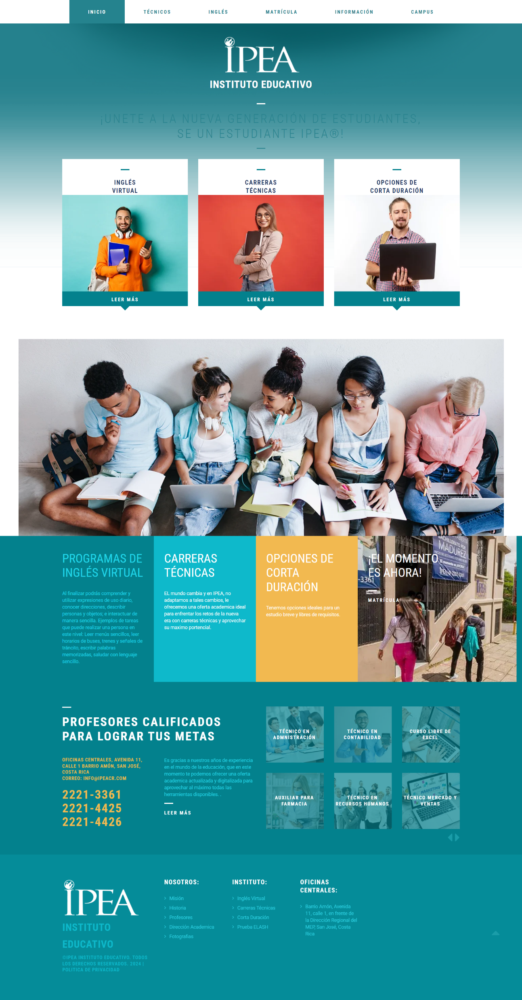 INICIO
TÉCNICOS
INGLÉS
MATRÍCULA
INFORMACIÓN
CAMPUS
IPEA
INSTITUTO EDUCATIVO
¡UNETE A LA NUEVA GENERACIÓN DE ESTUDIANTES,
SE UN ESTUDIANTE IPEA®!
INGLÉS
VIRTUAL
LEER MÁS
CARRERAS
TÉCNICAS
LEER MÁS
OPCIONES DE
CORTA DURACIÓN
LEER MÁS
PROGRAMAS DE
INGLÉS VIRTUAL
Al finalizar podrás comprender y
utilizar expresiones de uso diario,
conocer direcciones, describir
personas y objetos; e interactuar de
manera sencilla. Ejemplos de tareas
que puede realizar una persona en
este nivel: Leer menús sencillos, leer
horarios de buses, trenes y señales de
tráncito, escribir palabras
memorizadas, saludar con lenguaje
sencillo.
CARRERAS
TÉCNICAS
EL mundo cambia y en IPEA, no
adaptamos a tales cambios, le
ofrecemos una oferta academica ideal
para enfrentar los retos de la nueva
era con carreras técnicas y aprovechar
su maximo portencial.
OPCIONES DE
CORTA
DURACIÓN
Tenemos opciones ideales para un
estudio breve y libres de requisitos.
¡EL MOMENTO
ES AHORA!
MATRÍCULA
BACHILLERATO POR
MADUREZ
El momento es ahora!
IPEA 2221-3361
-3361
IPEA
PROFESORES CALIFICADOS
PARA LOGRAR TUS METAS
OFICINAS CENTRALES, AVENIDA 11,
CALLE 1 BARRIO AMÓN, SAN JOSÉ,
COSTA RICA
CORREO: INFO@IPEACR.COM
2221-3361
2221-4425
2221-4426
Es gracias a nuestros años de experiencia
en el mundo de la educación, que en este
momento te podemos ofrecer una oferta
academica actualizada y digitalizada para
aprovechar al máximo todas las
herramientas disponibles. .
LEER MÁS
TÉCNICO EN
ADMNISTRACIÓN
TÉCNICO EN
CONTABILIDAD
CURSO LIBRE DE
EXCEL
AUXILIAR PARA
FARMACIA
TÉCNICO EN
RECURSOS HUMANOS
MARKETING
TÉCNICO MERCADO Y
VENTAS
IPEA
INSTITUTO
EDUCATIVO
©IPEA INSTITUTO EDUCATIVO. TODOS
LOS DERECHOS RESERVADOS. 2024 |
POLITICA DE PRIVACIDAD
NOSOTROS:
Misión
Historia
Profesores
Dirección Academica
Fotografias
INSTITUTO:
Inglés Virtual
Carreras Técnicas
Corta Duración
Prueba ELASH
OFICINAS
CENTRALES:
Barrio Amón, Avenida
11, calle 1, en frente de
la Dirección Regional del
MEP, San José, Costa
Rica